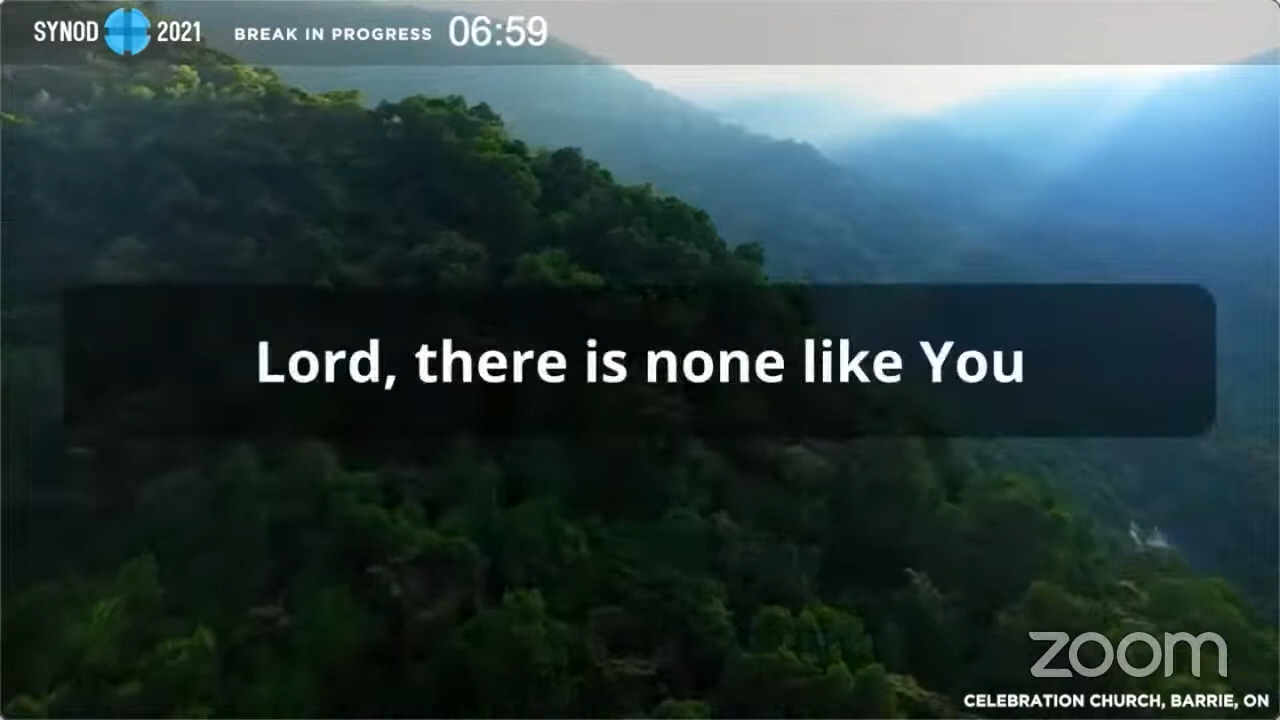 SYNOD 2021 BREAK IN PROGRESS 06:59
Lord, there is none like You
zoom
CELEBRATION CHURCH, BARRIE, ON